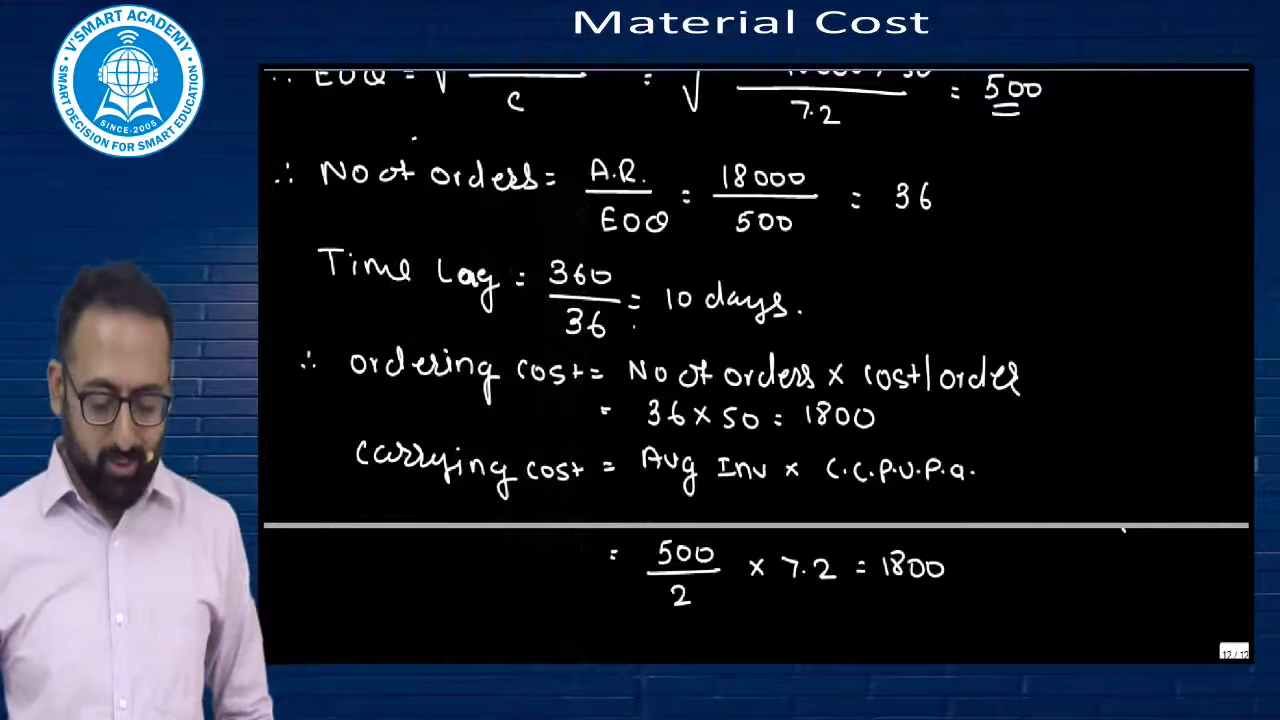 Material Cost
V'SMART ACADEMY
SINCE-2005
SMART DECISION FOR SMART EDUCATION
∴ EOQ = √ / C = √ / 7.2 = 500
∴ No of orders = A.R. / EOQ = 18000 / 500 = 36
Time Lag = 360 / 36 = 10 days.
∴ ordering cost = No of orders × cost/order
= 36 × 50 = 1800
carrying cost = Avg Inv × C.C.P.U.P.a.
= 500 / 2 × 7.2 = 1800
12 / 12